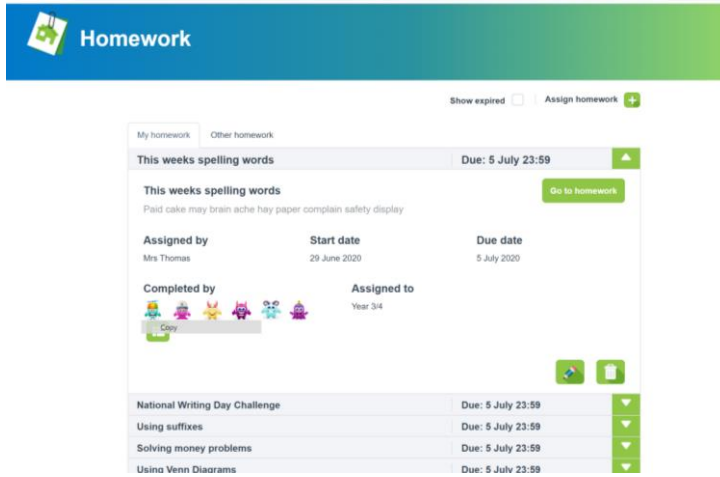 Homework
Show expired
Assign homework
My homework
Other homework
This weeks spelling words
Due: 5 July 23:59
This weeks spelling words
Go to homework
Paid cake may brain ache hay paper complain safety display
Assigned by
Start date
Due date
Mrs Thomas
29 June 2020
5 July 2020
Completed by
Assigned to
Year 3/4
Copy
National Writing Day Challenge
Due: 5 July 23:59
Using suffixes
Due: 5 July 23:59
Solving money problems
Due: 5 July 23:59
Using Venn Diagrams
Due: 5 July 23:59